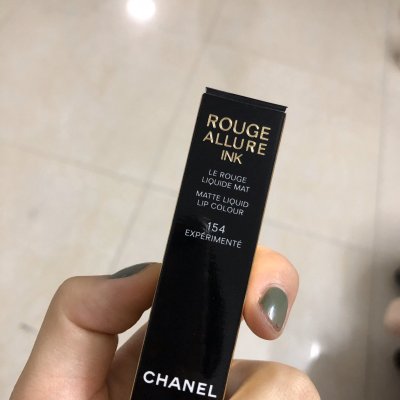 ROUGE
ALLURE
INK
LE ROUGE
LIQUIDE MAT
MATTE LIQUID
LIP COLOUR
154
EXPÉRIMENTÉ
CHANEL